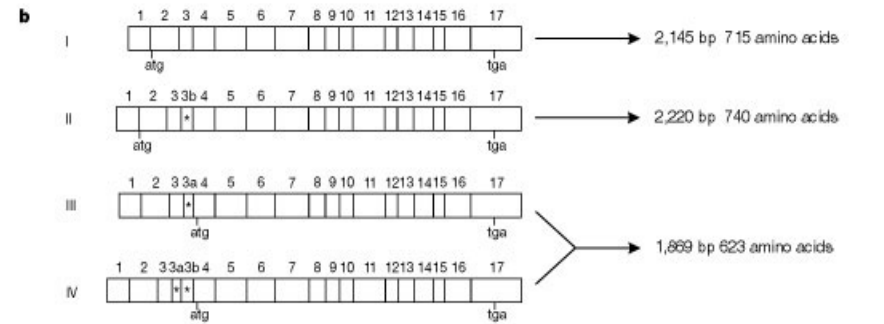 b
1 2 3 4 5 6 7 8 9 10 11 12 13 14 15 16 17
I 2,145 bp 715 amino acids
atg tga
1 2 3 3b 4 5 6 7 8 9 10 11 12 13 14 15 16 17
II * 2,220 bp 740 amino acids
atg tga
1 2 3 3a 4 5 6 7 8 9 10 11 12 13 14 15 16 17
III *
atg tga
1,869 bp 623 amino acids
1 2 3 3a 3b 4 5 6 7 8 9 10 11 12 13 14 15 16 17
IV * *
atg tga